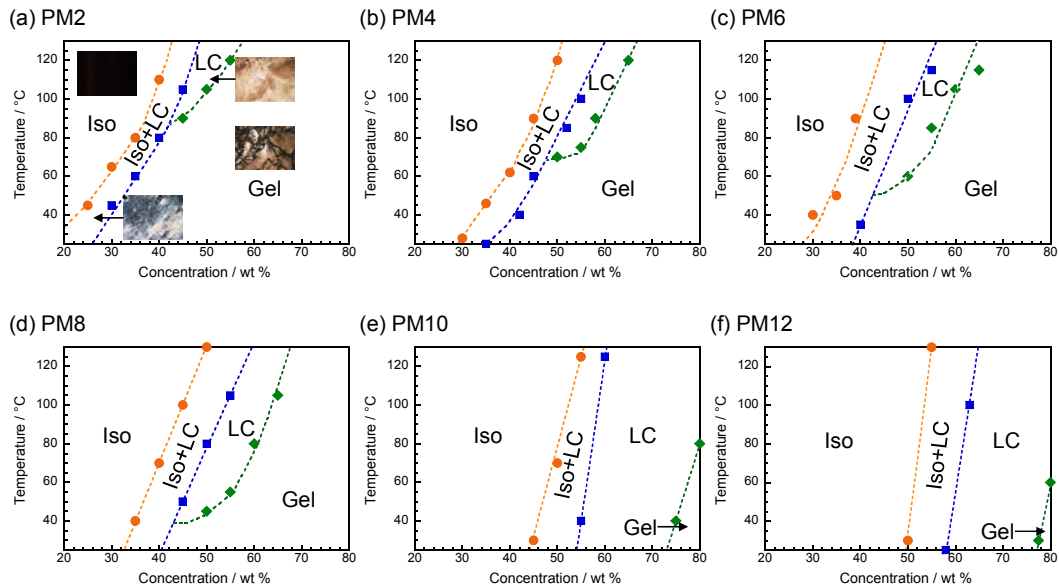 (a) PM2
Temperature / °C
120
100
80
60
40
20 30 40 50 60 70 80
Concentration / wt %
Iso
Iso+LC
LC
Gel
(b) PM4
Temperature / °C
120
100
80
60
40
20 30 40 50 60 70 80
Concentration / wt %
Iso
Iso+LC
LC
Gel
(c) PM6
Temperature / °C
120
100
80
60
40
20 30 40 50 60 70 80
Concentration / wt %
Iso
Iso+LC
LC
Gel
(d) PM8
Temperature / °C
120
100
80
60
40
20 30 40 50 60 70 80
Concentration / wt %
Iso
Iso+LC
LC
Gel
(e) PM10
Temperature / °C
120
100
80
60
40
20 30 40 50 60 70 80
Concentration / wt %
Iso
Iso+LC
LC
Gel
(f) PM12
Temperature / °C
120
100
80
60
40
20 30 40 50 60 70 80
Concentration / wt %
Iso
Iso+LC
LC
Gel